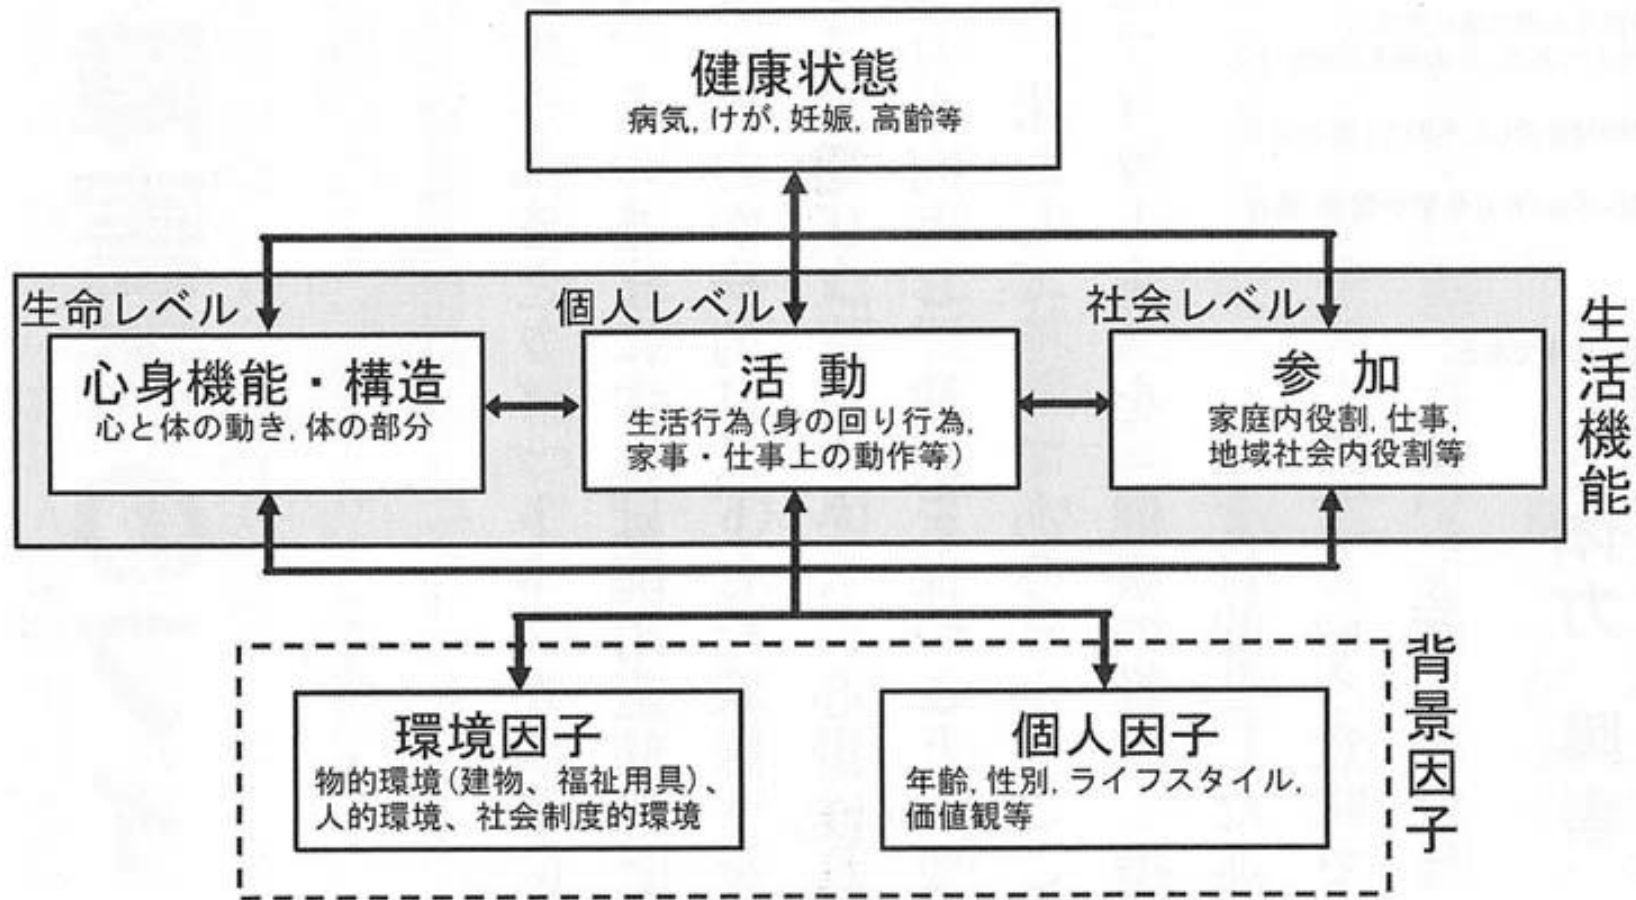 健康状態
病気,けが,妊娠,高齢等
生命レベル
個人レベル
社会レベル
心身機能・構造
心と体の動き,体の部分
活 動
生活行為(身の回り行為,
家事・仕事上の動作等)
参 加
家庭内役割,仕事,
地域社会内役割等
生活機能
環境因子
物的環境(建物、福祉用具)、
人的環境、社会制度的環境
個人因子
年齢,性別,ライフスタイル,
価値観等
背景因子